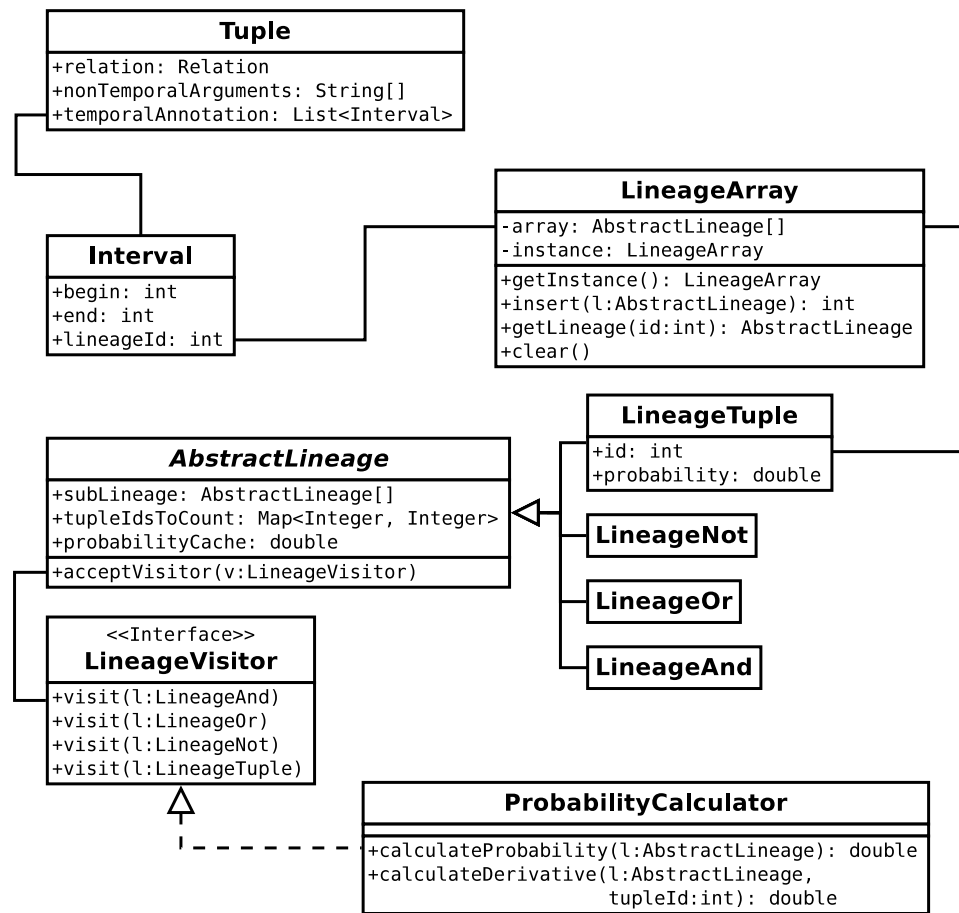 Tuple
+relation: Relation
+nonTemporalArguments: String[]
+temporalAnnotation: List<Interval>
LineageArray
-array: AbstractLineage[]
-instance: LineageArray
+getInstance(): LineageArray
+insert(l:AbstractLineage): int
+getLineage(id:int): AbstractLineage
+clear()
Interval
+begin: int
+end: int
+lineageId: int
LineageTuple
+id: int
+probability: double
AbstractLineage
+subLineage: AbstractLineage[]
+tupleIdsToCount: Map<Integer, Integer>
+probabilityCache: double
+acceptVisitor(v:LineageVisitor)
LineageNot
LineageOr
LineageAnd
<<Interface>>
LineageVisitor
+visit(l:LineageAnd)
+visit(l:LineageOr)
+visit(l:LineageNot)
+visit(l:LineageTuple)
ProbabilityCalculator
+calculateProbability(l:AbstractLineage): double
+calculateDerivative(l:AbstractLineage,
tupleId:int): double